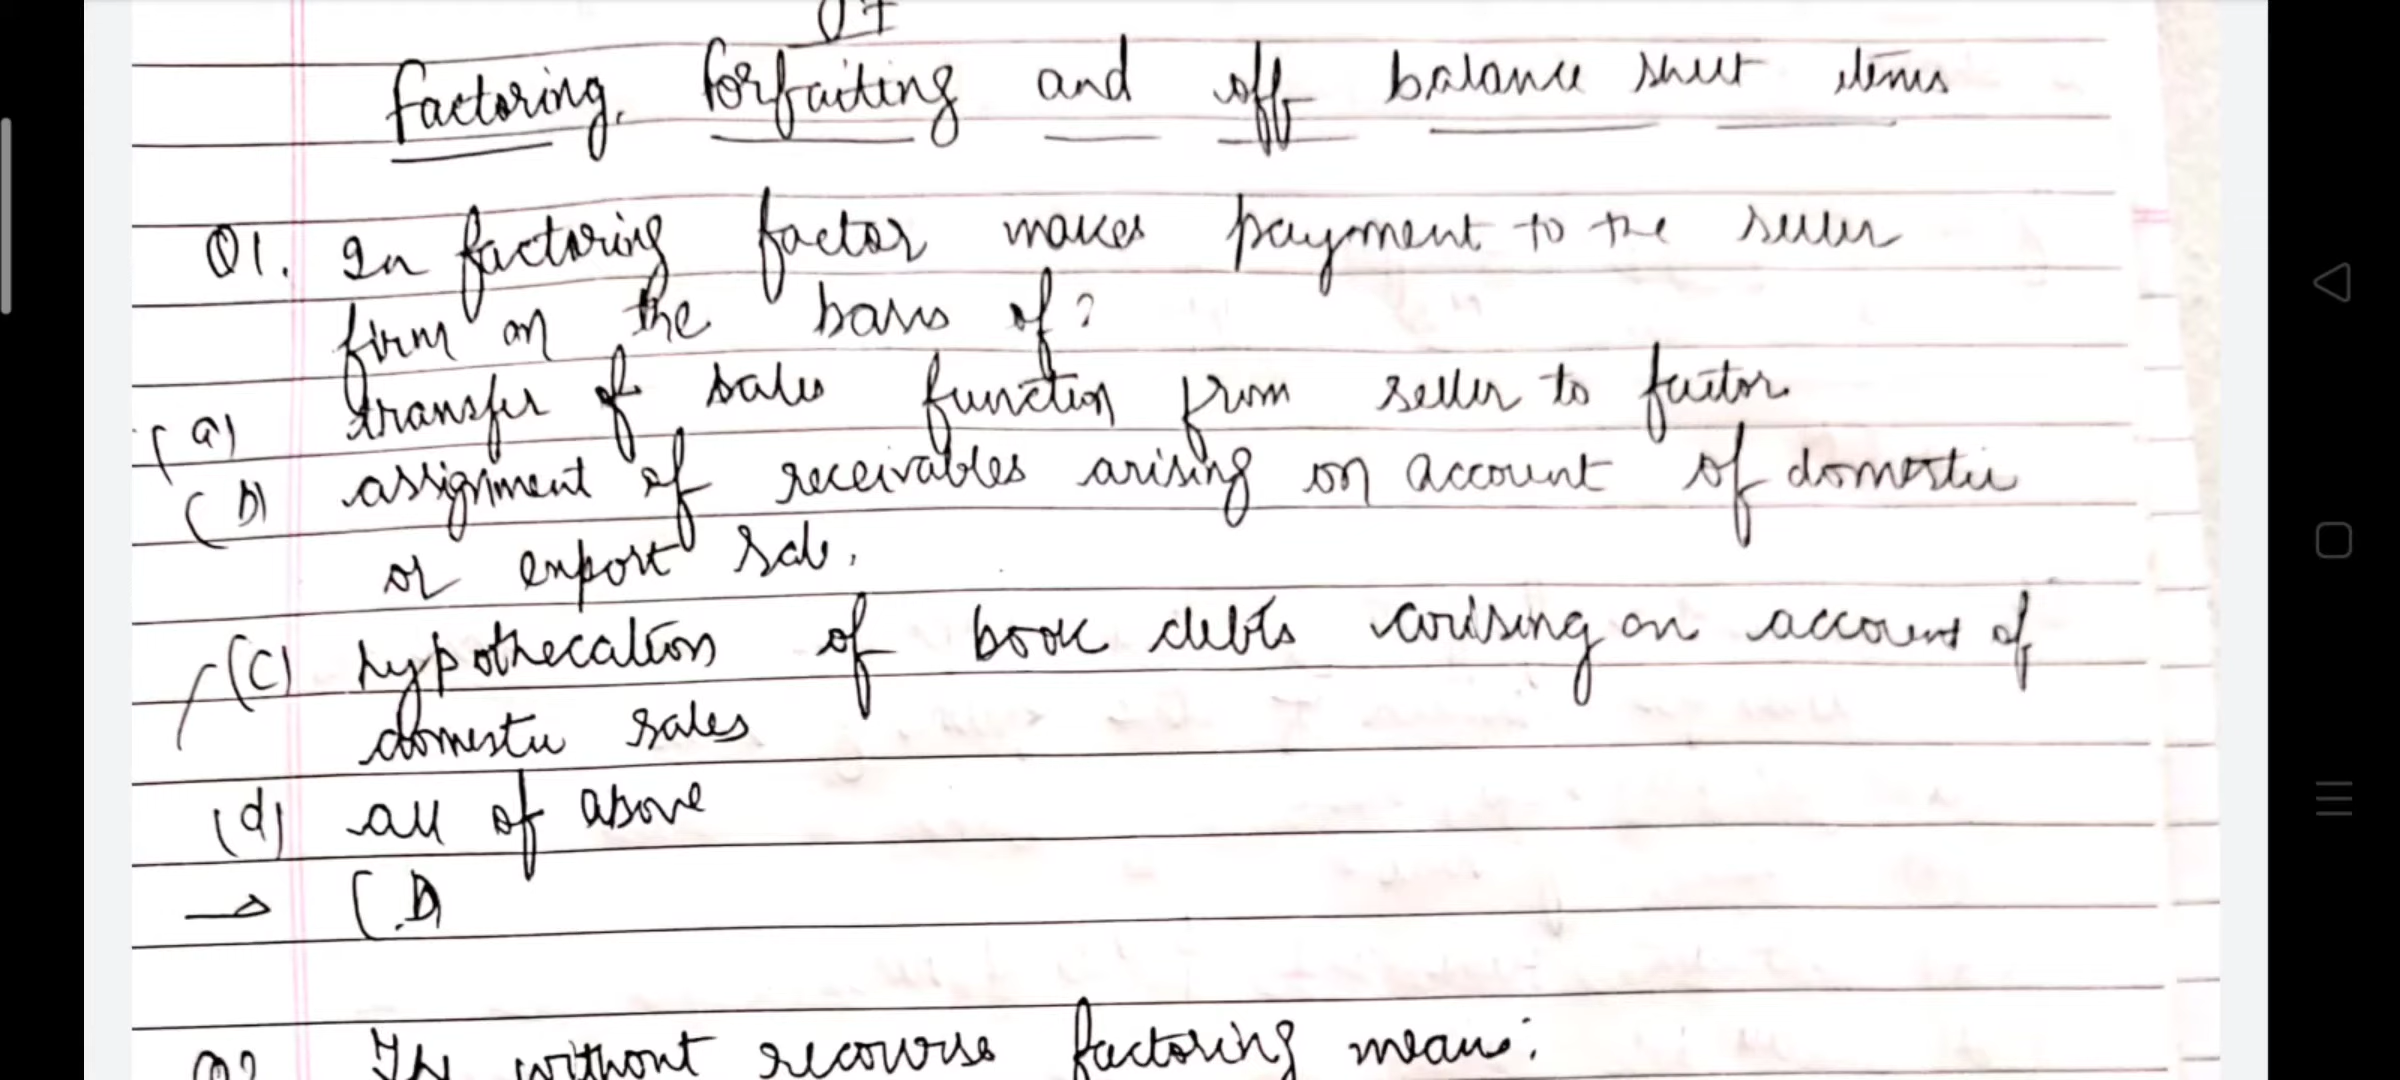 Factoring, Forfaiting and off balance sheet items
Q1. In factoring factor makes payment to the seller
firm on the basis of?
(a) transfer of sales function from seller to factor
(b) assignment of receivables arising on account of domestic
or export sale.
(c) hypothecation of book debts arising on account of
domestic sales
(d) all of above
→ (D
Q2 The without recourse factoring means: